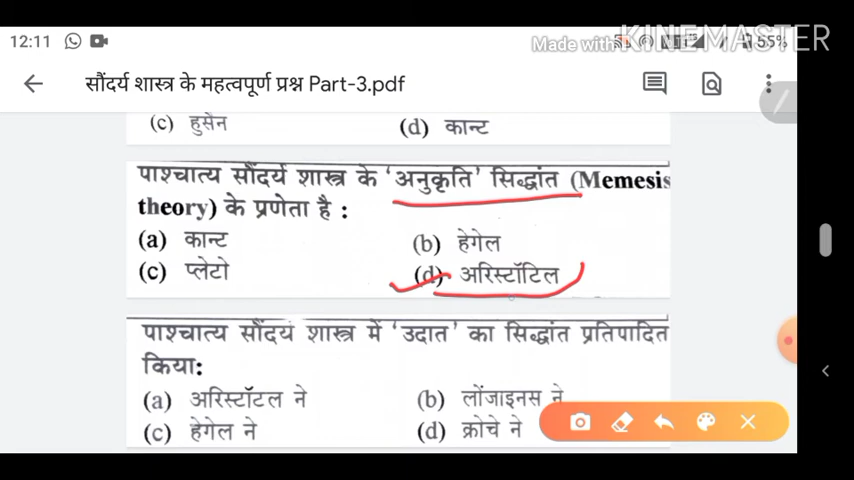 12:11
Made with KINEMASTER
55%
सौंदर्य शास्त्र के महत्वपूर्ण प्रश्न Part-3.pdf
(c) हुसैन (d) कान्ट
पाश्चात्य सौंदर्य शास्त्र के ‘अनुकृति’ सिद्धांत (Memesis
theory) के प्रणेता है :
(a) कान्ट (b) हेगेल
(c) प्लेटो (d) अरिस्टॉटिल
पाश्चात्य सौंदर्य शास्त्र में ‘उदात’ का सिद्धांत प्रतिपादित
किया:
(a) अरिस्टॉटल ने (b) लोंजाइनस ने
(c) हेगेल ने (d) क्रोचे ने